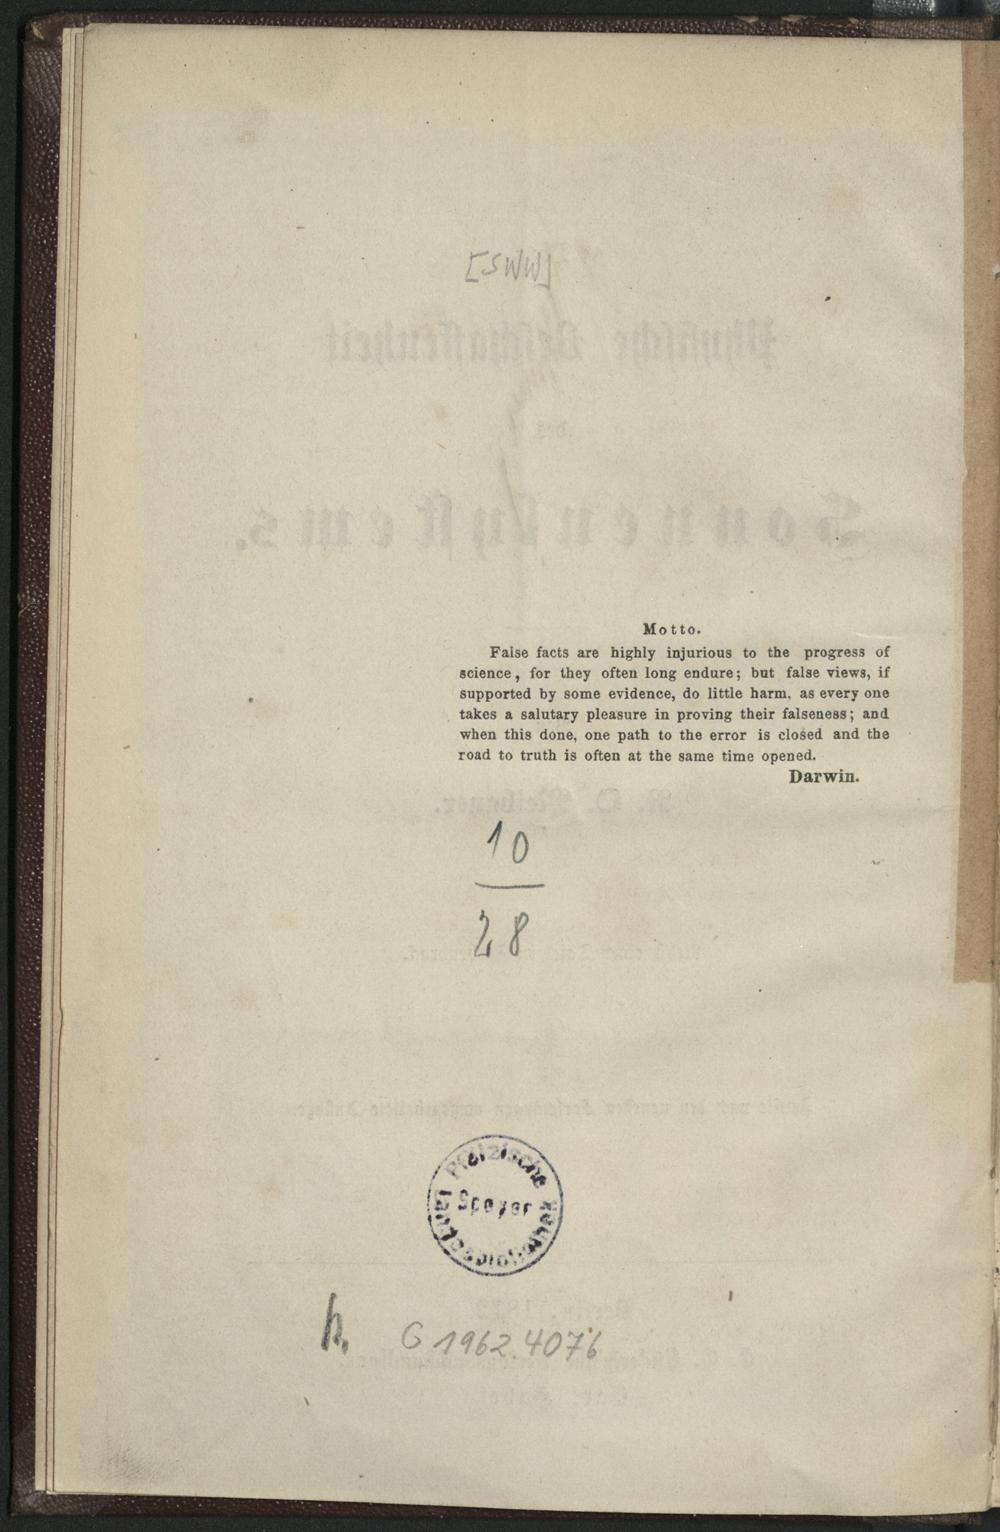 [SWW]
Motto.
False facts are highly injurious to the progress of
science, for they often long endure; but false views, if
supported by some evidence, do little harm, as every one
takes a salutary pleasure in proving their falseness; and
when this done, one path to the error is closed and the
road to truth is often at the same time opened.
Darwin.
10
28
Pfälzische Landesbibliothek
Speyer
h.
G 1962.4076